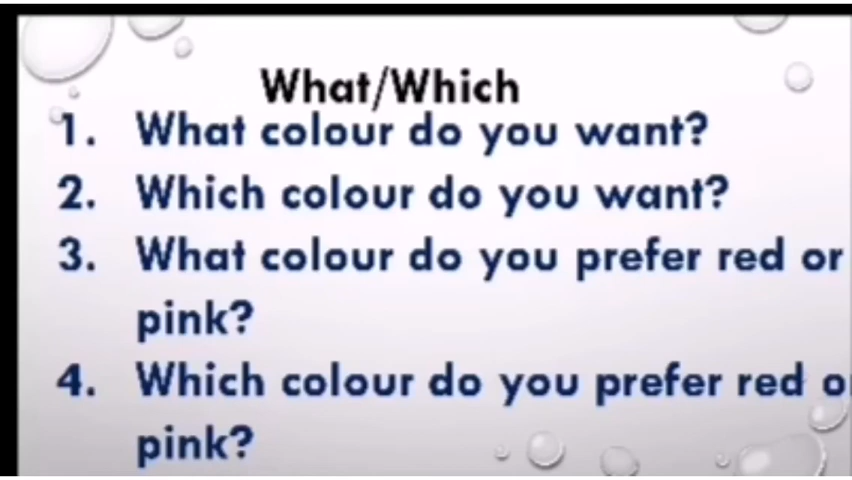 What/Which
1. What colour do you want?
2. Which colour do you want?
3. What colour do you prefer red or
pink?
4. Which colour do you prefer red
pink?